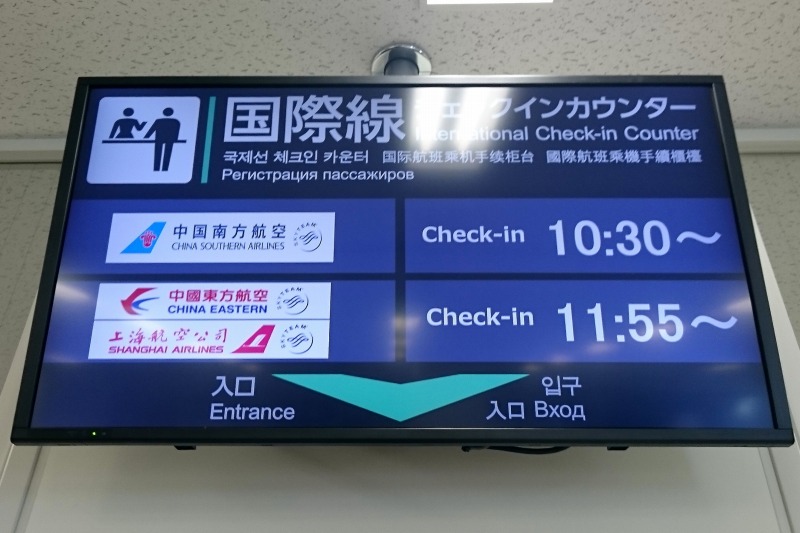 国際線 チェックインカウンター
International Check-in Counter
국제선 체크인 카운터 国际航班乘机手续柜台 國際航班乘機手續櫃檯
Регистрация пассажиров
中国南方航空
CHINA SOUTHERN AIRLINES
SKYTEAM
Check-in 10:30～
中國東方航空
CHINA EASTERN
SKYTEAM
上海航空公司
SHANGHAI AIRLINES
SKYTEAM
Check-in 11:55～
入口 입구
Entrance 入口 Вход